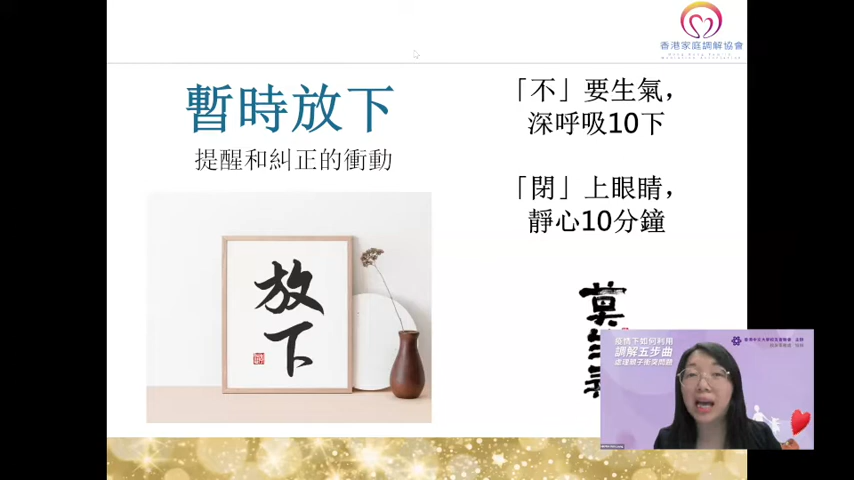 香港家庭調解協會
暫時放下
提醒和糾正的衝動
「不」要生氣，
深呼吸10下
「閉」上眼睛，
靜心10分鐘
放
下
莫
疫情下如何利用
調解五步曲
處理親子衝突問題